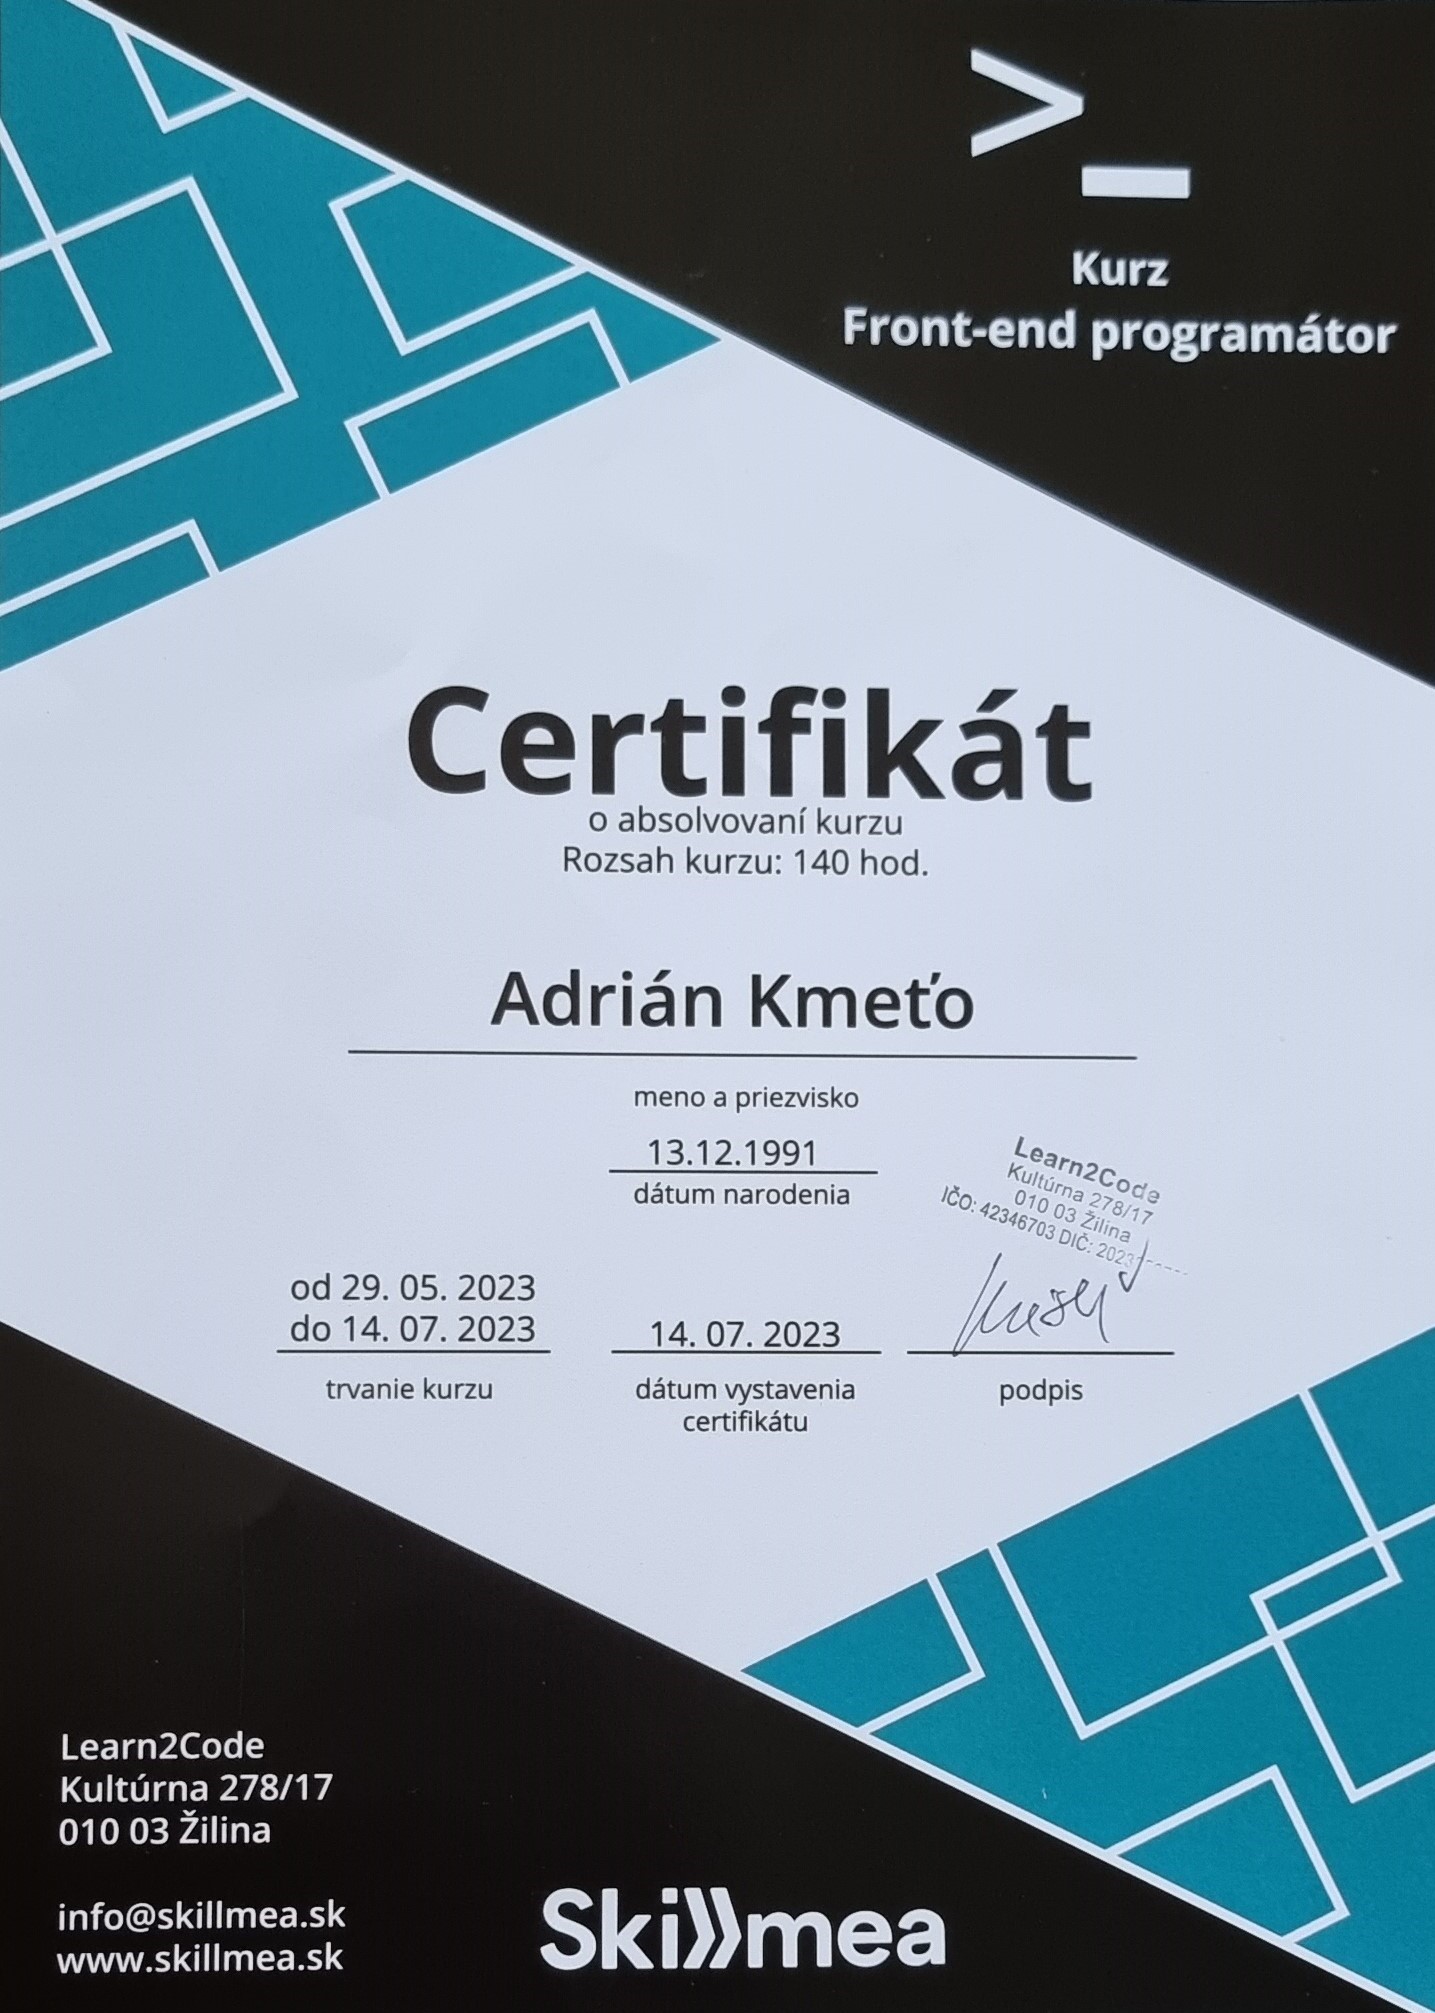 >_
Kurz
Front-end programátor
Certifikát
o absolvovaní kurzu
Rozsah kurzu: 140 hod.
Adrián Kmeťo
meno a priezvisko
13.12.1991
dátum narodenia
Learn2Code
Kultúrna 278/17
010 03 Žilina
IČO: 42346703 DIČ: 2023
od 29. 05. 2023
do 14. 07. 2023
trvanie kurzu
14. 07. 2023
dátum vystavenia
certifikátu
podpis
Learn2Code
Kultúrna 278/17
010 03 Žilina
info@skillmea.sk
www.skillmea.sk
Skillmea